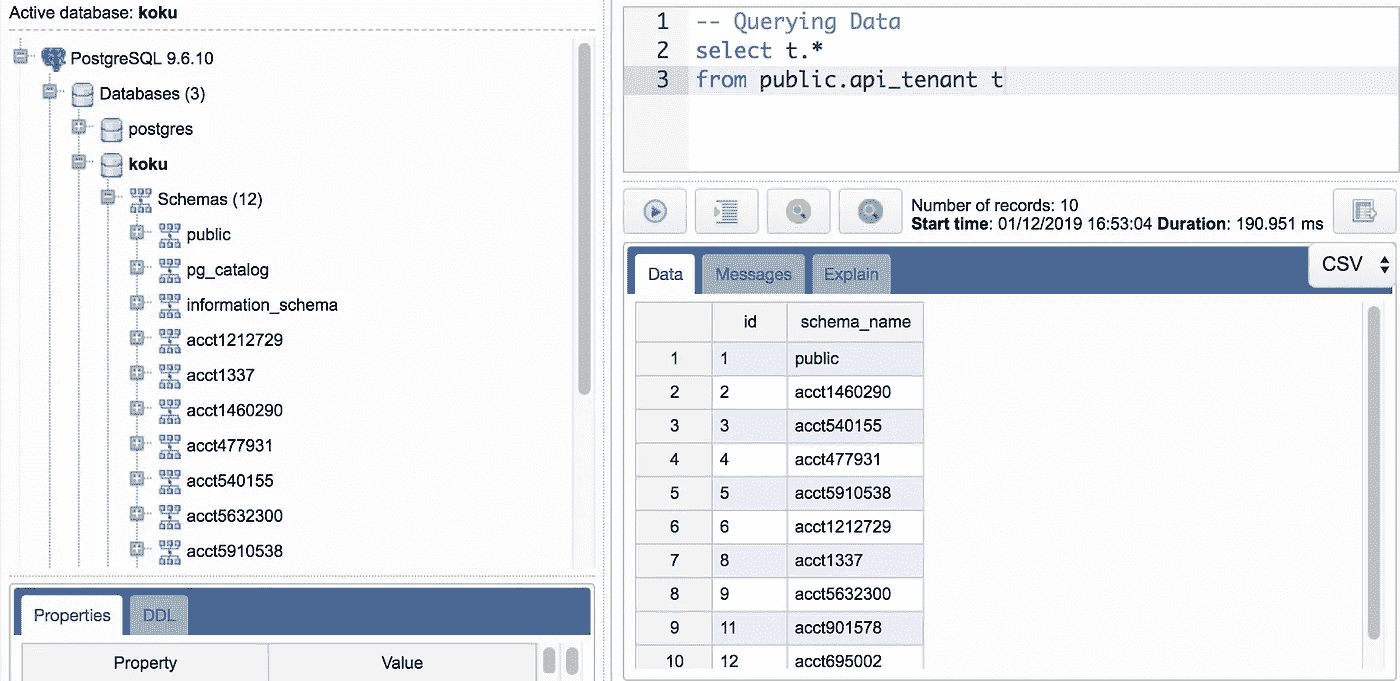 Active database: koku
PostgreSQL 9.6.10
Databases (3)
postgres
koku
Schemas (12)
public
pg_catalog
information_schema
acct1212729
acct1337
acct1460290
acct477931
acct540155
acct5632300
acct5910538
Properties DDL
Property Value
1 -- Querying Data
2 select t.*
3 from public.api_tenant t
Number of records: 10
Start time: 01/12/2019 16:53:04 Duration: 190.951 ms
Data Messages Explain CSV
id schema_name
1 1 public
2 2 acct1460290
3 3 acct540155
4 4 acct477931
5 5 acct5910538
6 6 acct1212729
7 8 acct1337
8 9 acct5632300
9 11 acct901578
10 12 acct695002